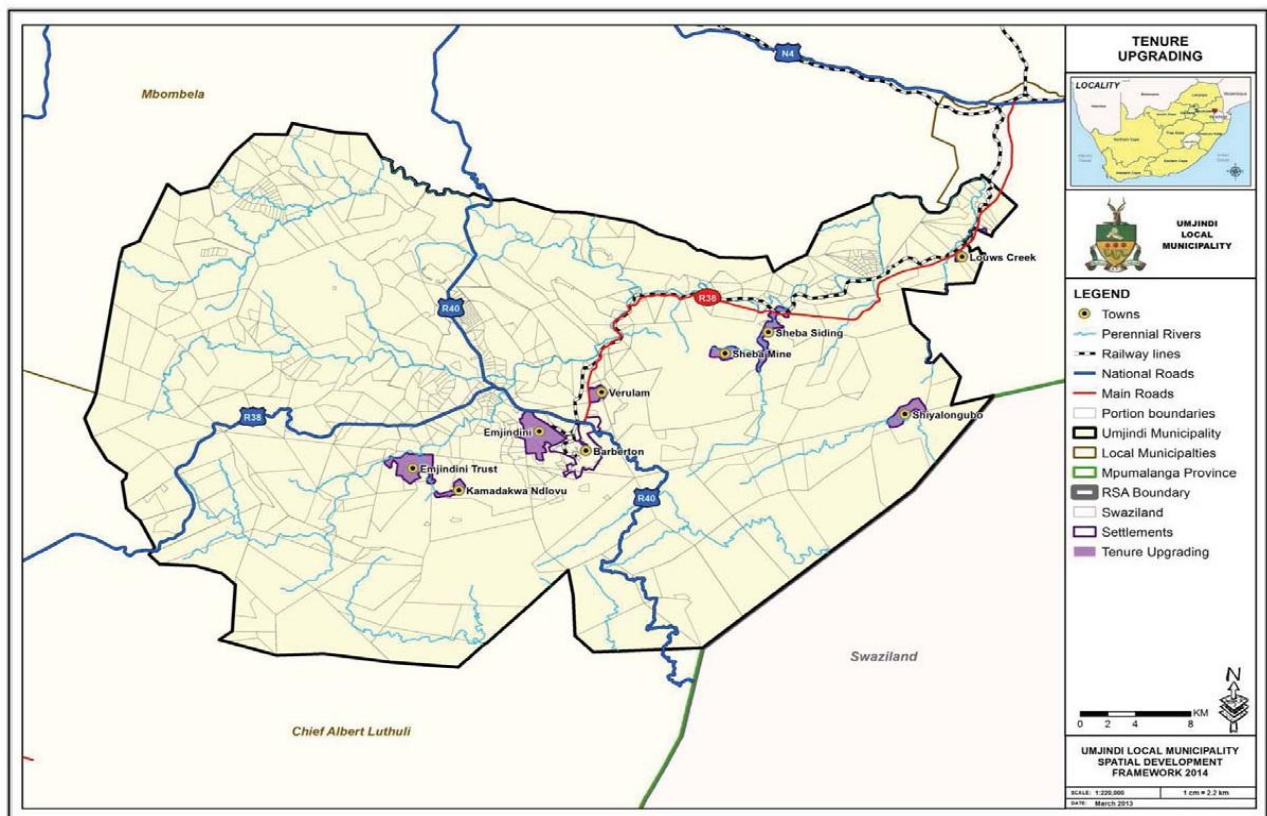 Mbombela
N4
R40
R38
Louws Creek
Sheba Siding
Sheba Mine
Verulam
Shiyalongubo
R38
Emjindini
Barberton
Emjindini Trust
Kamadakwa Ndlovu
R40
Swaziland
Chief Albert Luthuli
TENURE
UPGRADING
LOCALITY
UMJINDI
LOCAL
MUNICIPALITY
LEGEND
Towns
Perennial Rivers
Railway lines
National Roads
Main Roads
Portion boundaries
Umjindi Municipality
Local Municipalties
Mpumalanga Province
RSA Boundary
Swaziland
Settlements
Tenure Upgrading
N
KM
0 2 4 8
UMJINDI LOCAL MUNICIPALITY
SPATIAL DEVELOPMENT
FRAMEWORK 2014
SCALE: 1:220,000 1 cm = 2.2 km
DATE: March 2013